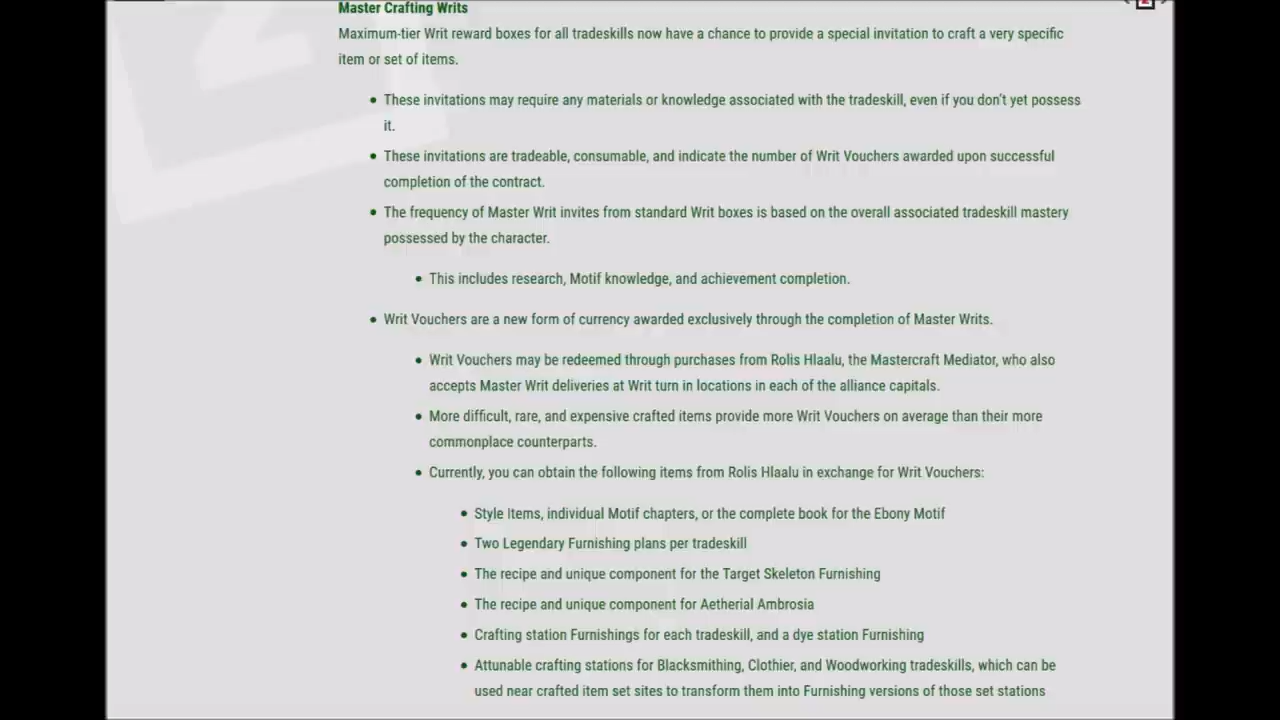 Master Crafting Writs
Maximum-tier Writ reward boxes for all tradeskills now have a chance to provide a special invitation to craft a very specific
item or set of items.
These invitations may require any materials or knowledge associated with the tradeskill, even if you don't yet possess
it.
These invitations are tradeable, consumable, and indicate the number of Writ Vouchers awarded upon successful
completion of the contract.
The frequency of Master Writ invites from standard Writ boxes is based on the overall associated tradeskill mastery
possessed by the character.
This includes research, Motif knowledge, and achievement completion.
Writ Vouchers are a new form of currency awarded exclusively through the completion of Master Writs.
Writ Vouchers may be redeemed through purchases from Rolis Hlaalu, the Mastercraft Mediator, who also
accepts Master Writ deliveries at Writ turn in locations in each of the alliance capitals.
More difficult, rare, and expensive crafted items provide more Writ Vouchers on average than their more
commonplace counterparts.
Currently, you can obtain the following items from Rolis Hlaalu in exchange for Writ Vouchers:
Style Items, individual Motif chapters, or the complete book for the Ebony Motif
Two Legendary Furnishing plans per tradeskill
The recipe and unique component for the Target Skeleton Furnishing
The recipe and unique component for Aetherial Ambrosia
Crafting station Furnishings for each tradeskill, and a dye station Furnishing
Attunable crafting stations for Blacksmithing, Clothier, and Woodworking tradeskills, which can be
used near crafted item set sites to transform them into Furnishing versions of those set stations